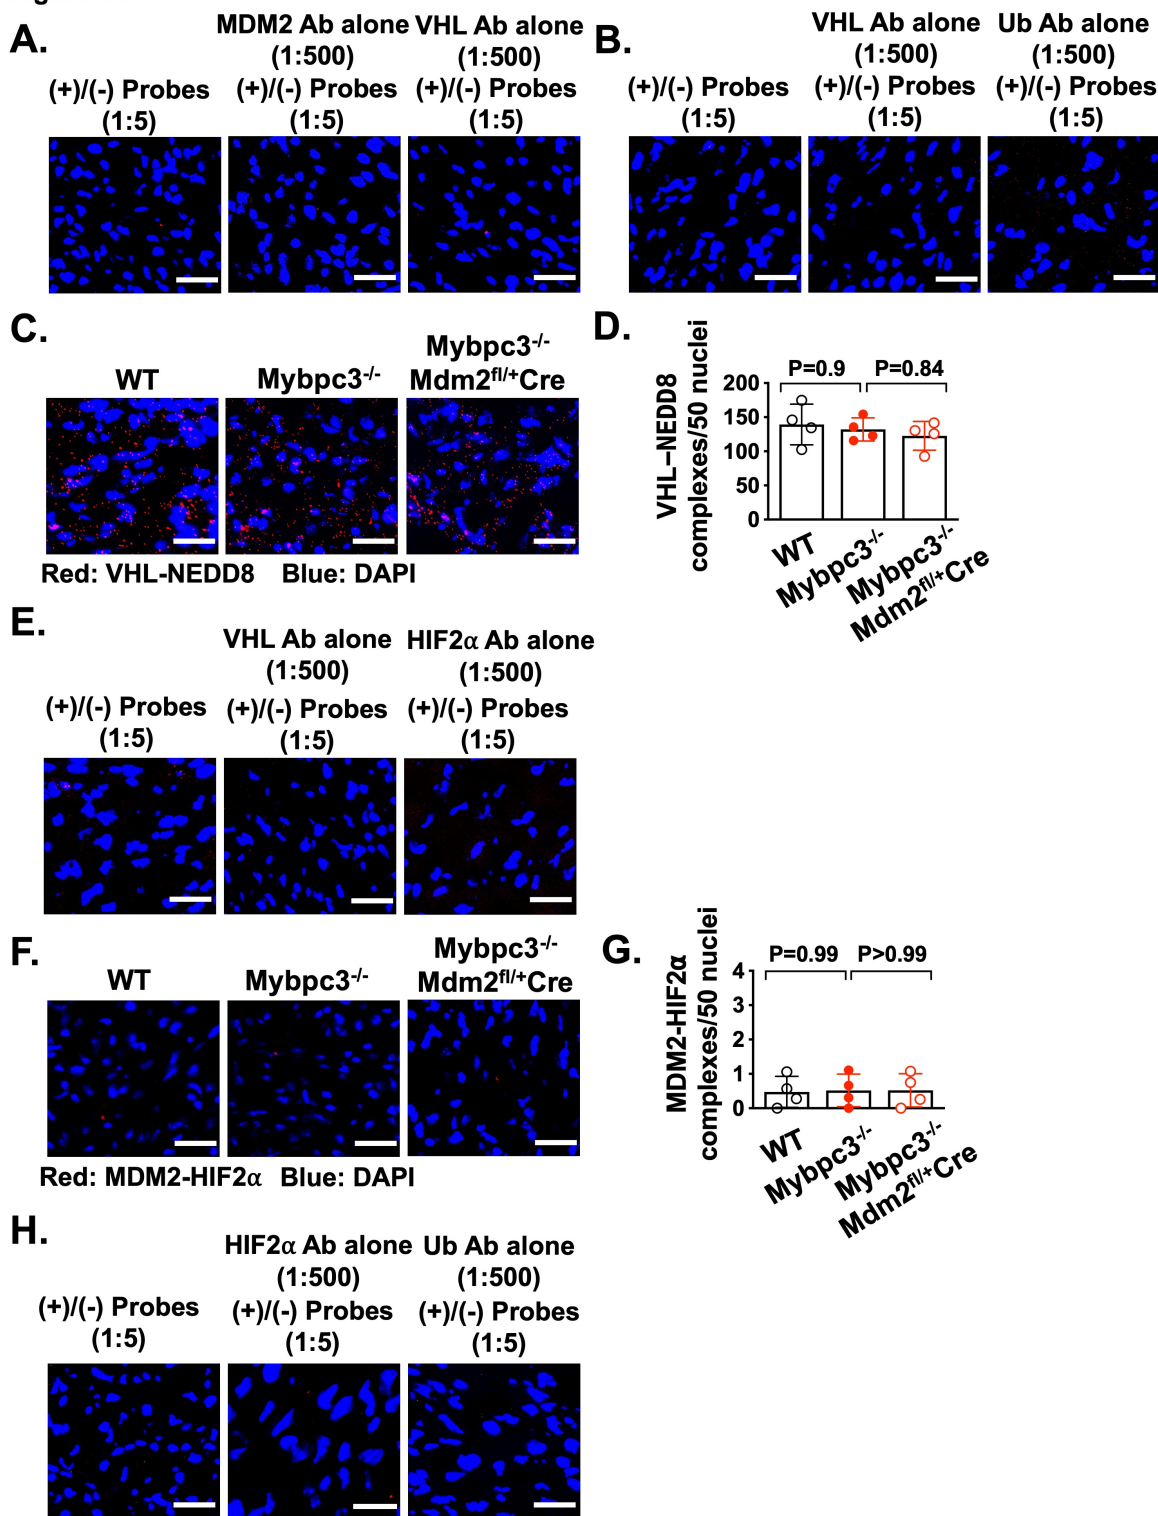 A.
MDM2 Ab alone
(1:500)
(+)/(-) Probes
(1:5)
VHL Ab alone
(1:500)
(+)/(-) Probes
(1:5)
(+)/(-) Probes
(1:5)
B.
(+)/(-) Probes
(1:5)
VHL Ab alone
(1:500)
(+)/(-) Probes
(1:5)
Ub Ab alone
(1:500)
(+)/(-) Probes
(1:5)
C.
WT
Mybpc3-/-
Mybpc3-/-
Mdm2fl/+Cre
Red: VHL-NEDD8 Blue: DAPI
D.
VHL–NEDD8
complexes/50 nuclei
P=0.9
P=0.84
200
150
100
50
0
WT
Mybpc3-/-
Mybpc3-/-
Mdm2fl/+Cre
E.
(+)/(-) Probes
(1:5)
VHL Ab alone
(1:500)
(+)/(-) Probes
(1:5)
HIF2α Ab alone
(1:500)
(+)/(-) Probes
(1:5)
F.
WT
Mybpc3-/-
Mybpc3-/-
Mdm2fl/+Cre
Red: MDM2-HIF2α Blue: DAPI
G.
MDM2-HIF2α
complexes/50 nuclei
P=0.99
P>0.99
4
3
2
1
0
WT
Mybpc3-/-
Mybpc3-/-
Mdm2fl/+Cre
H.
(+)/(-) Probes
(1:5)
HIF2α Ab alone
(1:500)
(+)/(-) Probes
(1:5)
Ub Ab alone
(1:500)
(+)/(-) Probes
(1:5)